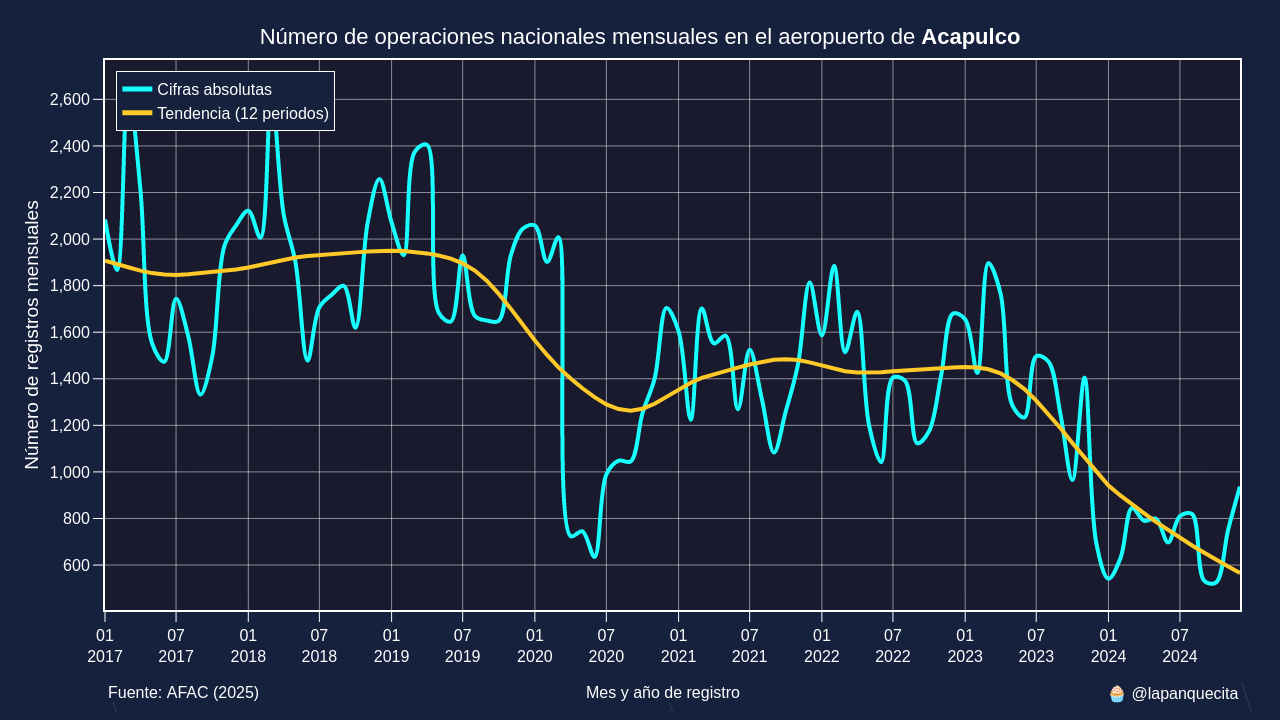 Número de operaciones nacionales mensuales en el aeropuerto de Acapulco
Cifras absolutas
Tendencia (12 periodos)
Número de registros mensuales
2,600
2,400
2,200
2,000
1,800
1,600
1,400
1,200
1,000
800
600
01 07 01 07 01 07 01 07 01 07 01 07 01 07 01 07
2017 2017 2018 2018 2019 2019 2020 2020 2021 2021 2022 2022 2023 2023 2024 2024
Fuente: AFAC (2025) Mes y año de registro 🧁 @lapanquecita